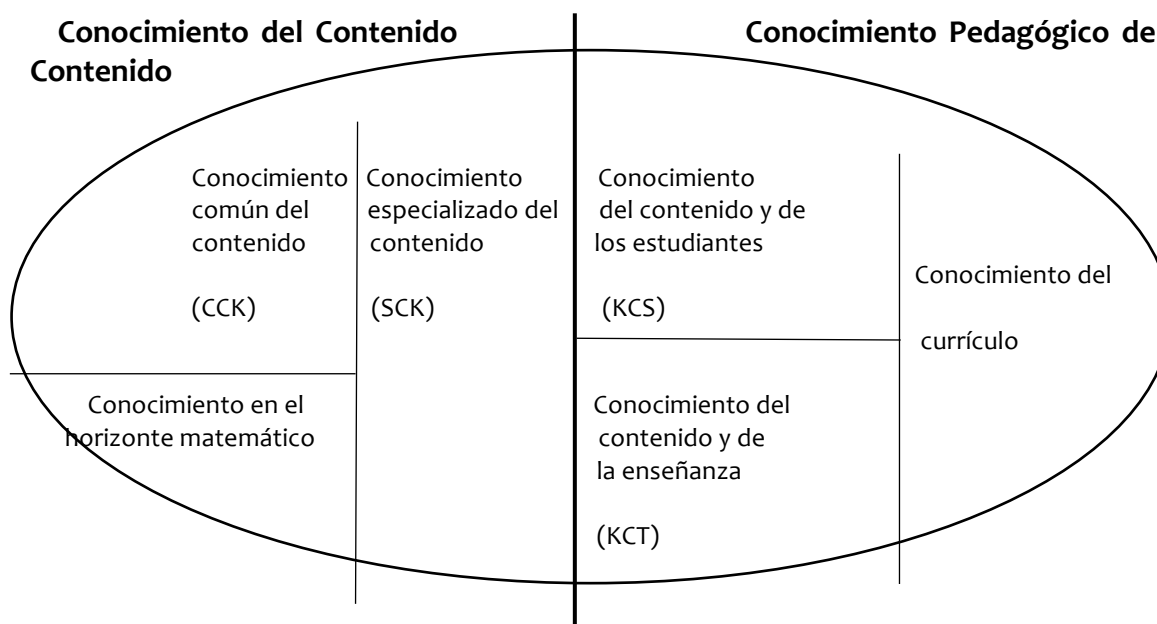 Conocimiento del Contenido
Conocimiento Pedagógico de
Contenido
Conocimiento
común del
contenido
(CCK)
Conocimiento
especializado del
contenido
(SCK)
Conocimiento
del contenido y de
los estudiantes
(KCS)
Conocimiento del
currículo
Conocimiento en el
horizonte matemático
Conocimiento del
contenido y de
la enseñanza
(KCT)